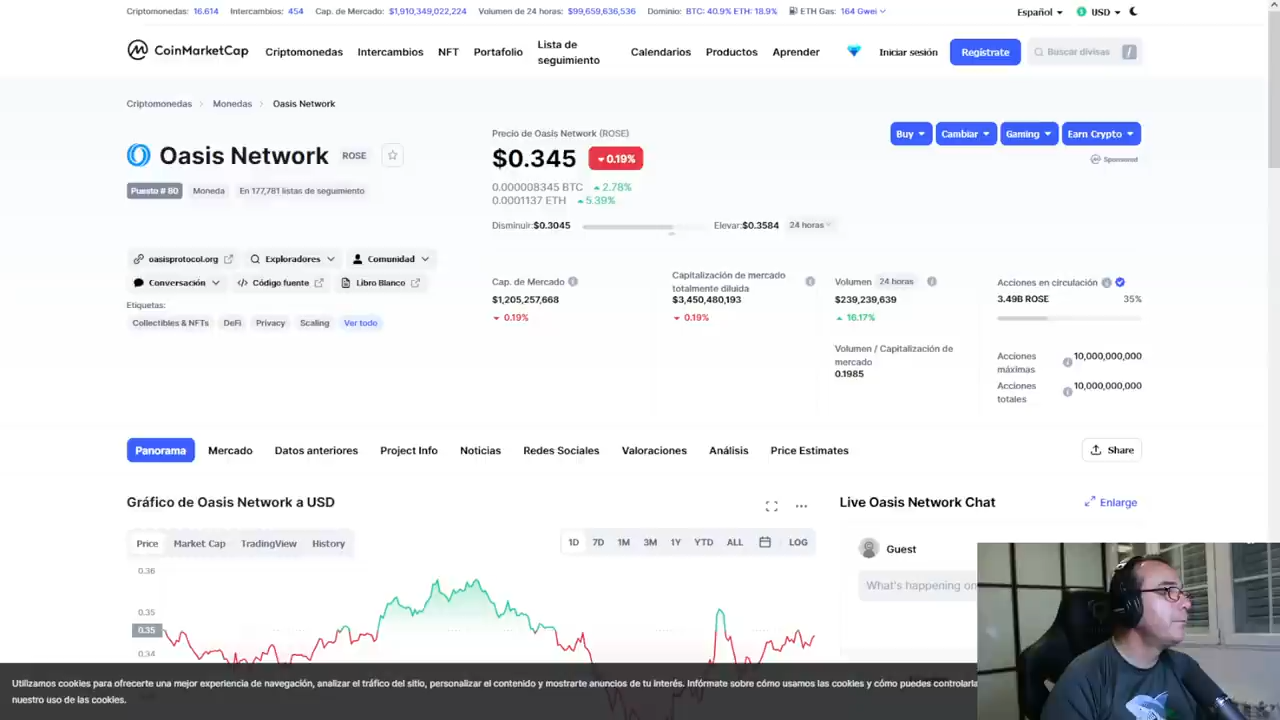 Criptomonedas: 16.614 Intercambios: 454 Cap. de Mercado: $1,910,349,022,224 Volumen de 24 horas: $99,659,636,536 Dominio: BTC: 40.9% ETH: 18.9% ETH Gas: 164 Gwei Español USD
CoinMarketCap Criptomonedas Intercambios NFT Portafolio Lista de seguimiento Calendarios Productos Aprender Iniciar sesión Regístrate Buscar divisas /
Criptomonedas Monedas Oasis Network
Precio de Oasis Network (ROSE)
Buy Cambiar Gaming Earn Crypto
Oasis Network ROSE
$0.345 0.19%
Sponsored
0.000008345 BTC 2.78%
Puesto # 80 Moneda En 177,781 listas de seguimiento
0.0001137 ETH 5.39%
Disminuir:$0.3045 Elevar:$0.3584 24 horas
oasisprotocol.org Exploradores Comunidad
Conversación Código fuente Libro Blanco
Etiquetas:
Collectibles & NFTs DeFi Privacy Scaling Ver todo
Cap. de Mercado
$1,205,257,668
0.19%
Capitalización de mercado
totalmente diluida
$3,450,480,193
0.19%
Volumen 24 horas
$239,239,639
16.17%
Volumen / Capitalización de
mercado
0.1985
Acciones en circulación
3.49B ROSE 35%
Acciones
máximas
10,000,000,000
Acciones
totales
10,000,000,000
Panorama Mercado Datos anteriores Project Info Noticias Redes Sociales Valoraciones Análisis Price Estimates Share
Gráfico de Oasis Network a USD
Live Oasis Network Chat Enlarge
Price Market Cap TradingView History 1D 7D 1M 3M 1Y YTD ALL LOG
Guest
What's happening on
0.36
0.35
0.35
0.34
Utilizamos cookies para ofrecerte una mejor experiencia de navegación, analizar el tráfico del sitio, personalizar el contenido y mostrarte anuncios de tu interés. Infórmate sobre cómo usamos las cookies y cómo puedes controlarla
nuestro uso de las cookies.